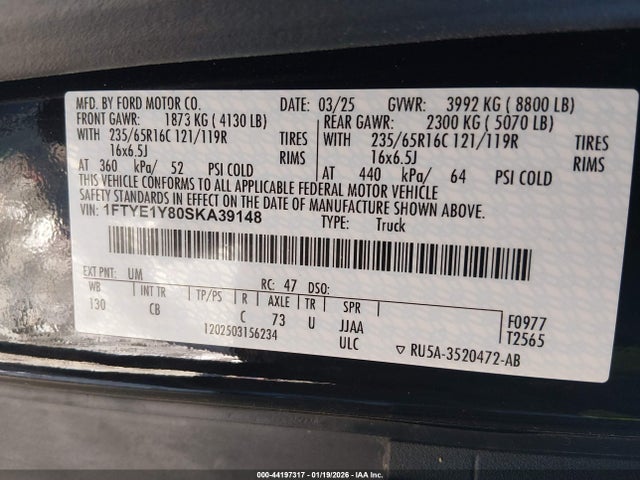 MFD. BY FORD MOTOR CO. DATE: 03/25 GVWR: 3992 KG ( 8800 LB)
FRONT GAWR: 1873 KG ( 4130 LB) REAR GAWR: 2300 KG ( 5070 LB)
WITH 235/65R16C 121/119R TIRES WITH 235/65R16C 121/119R TIRES
16x6.5J RIMS 16x6.5J RIMS
AT 360 kPa/ 52 PSI COLD AT 440 kPa/ 64 PSI COLD
THIS VEHICLE CONFORMS TO ALL APPLICABLE FEDERAL MOTOR VEHICLE
SAFETY STANDARDS IN EFFECT ON THE DATE OF MANUFACTURE SHOWN ABOVE.
VIN: 1FTYE1Y80SKA39148 TYPE: Truck
EXT PNT: UM RC: 47 DSO:
WB INT TR TP/PS R AXLE TR SPR
130 CB C 73 U JJAA F0977
1202503156234 ULC T2565
▽ RU5A-3520472-AB
000-44197317 - 01/19/2026 - IAA Inc.